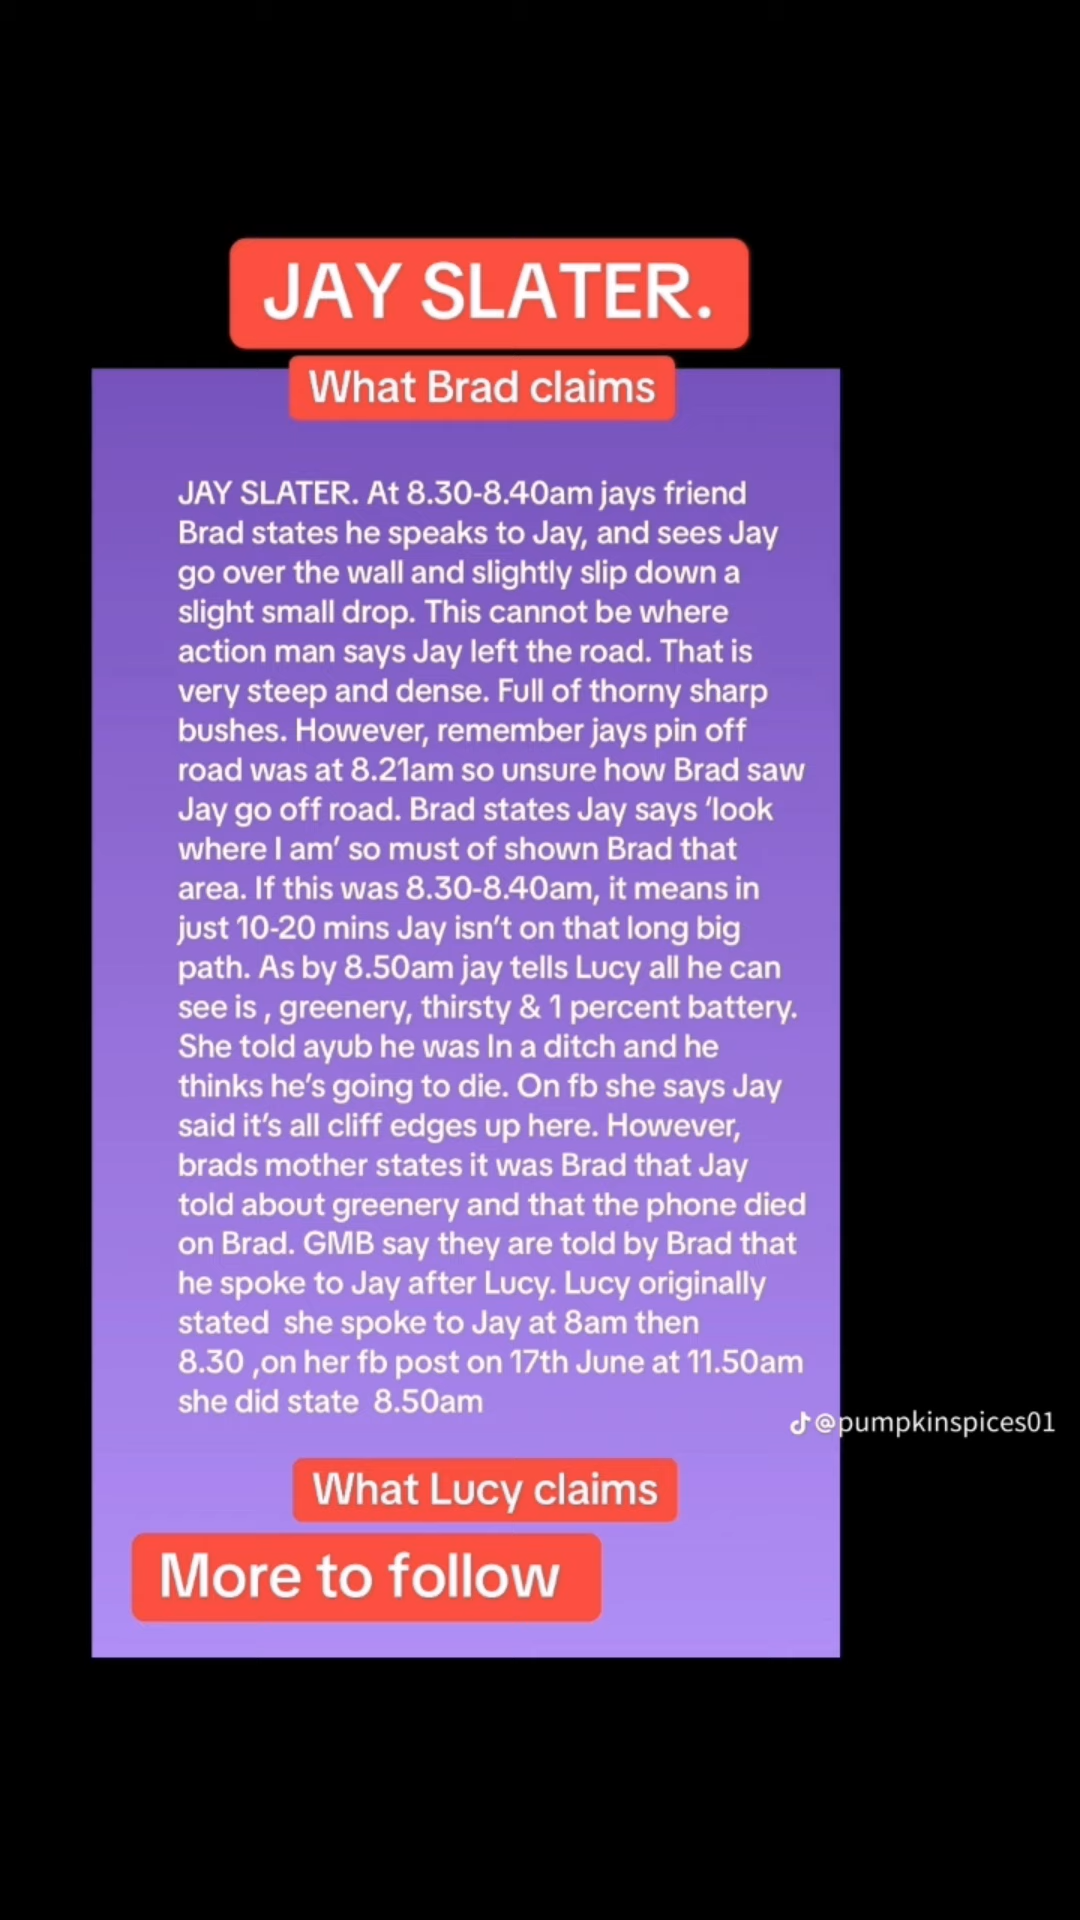 JAY SLATER.
What Brad claims
JAY SLATER. At 8.30-8.40am jays friend
Brad states he speaks to Jay, and sees Jay
go over the wall and slightly slip down a
slight small drop. This cannot be where
action man says Jay left the road. That is
very steep and dense. Full of thorny sharp
bushes. However, remember jays pin off
road was at 8.21am so unsure how Brad saw
Jay go off road. Brad states Jay says ‘look
where I am’ so must of shown Brad that
area. If this was 8.30-8.40am, it means in
just 10-20 mins Jay isn’t on that long big
path. As by 8.50am jay tells Lucy all he can
see is , greenery, thirsty & 1 percent battery.
She told ayub he was In a ditch and he
thinks he’s going to die. On fb she says Jay
said it’s all cliff edges up here. However,
brads mother states it was Brad that Jay
told about greenery and that the phone died
on Brad. GMB say they are told by Brad that
he spoke to Jay after Lucy. Lucy originally
stated  she spoke to Jay at 8am then
8.30 ,on her fb post on 17th June at 11.50am
she did state  8.50am
@pumpkinspices01
What Lucy claims
More to follow